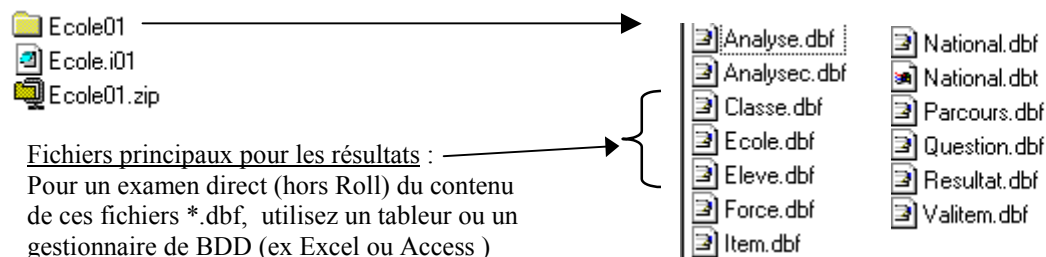 Ecole01
Ecole.i01
Ecole01.zip
Fichiers principaux pour les résultats :
Pour un examen direct (hors Roll) du contenu
de ces fichiers *.dbf, utilisez un tableur ou un
gestionnaire de BDD (ex Excel ou Access )
Analyse.dbf
Analysec.dbf
Classe.dbf
Ecole.dbf
Eleve.dbf
Force.dbf
Item.dbf
National.dbf
National.dbt
Parcours.dbf
Question.dbf
Resultat.dbf
Valitem.dbf